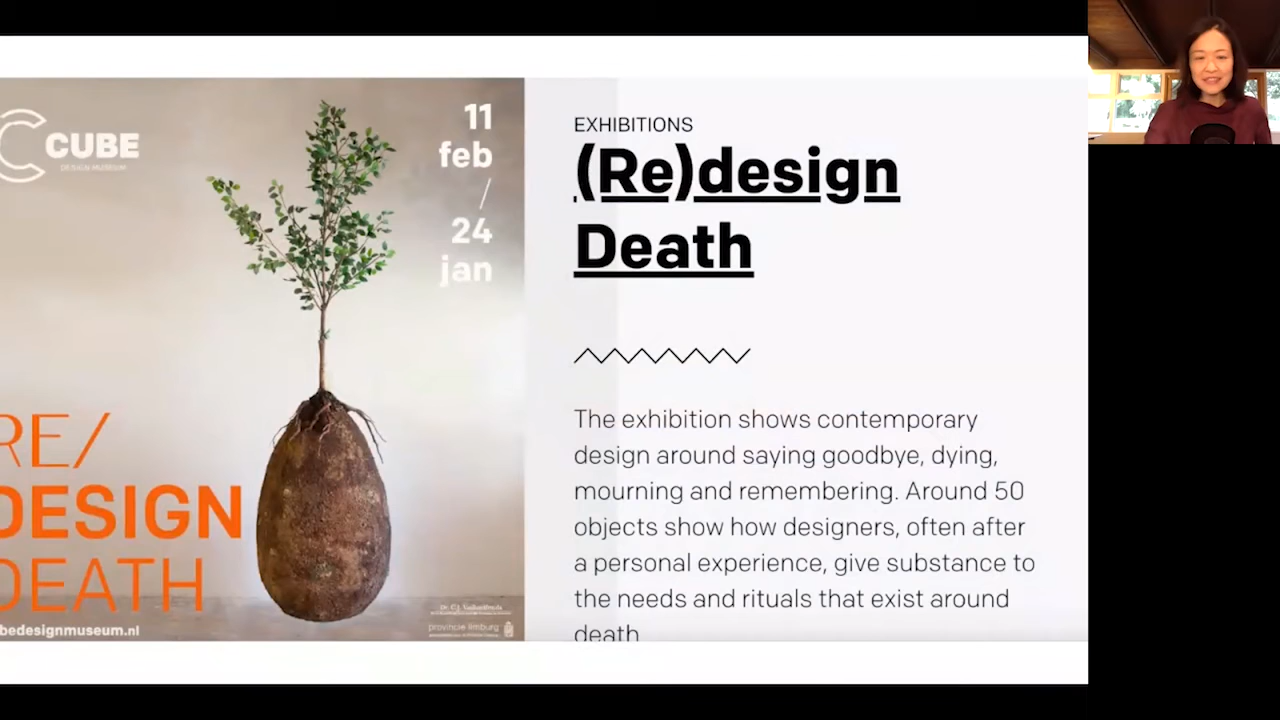 CUBE
DESIGN MUSEUM
11
feb
/
24
jan
RE/
DESIGN
DEATH
bedesignmuseum.nl
provincie limburg
EXHIBITIONS
(Re)design
Death
The exhibition shows contemporary
design around saying goodbye, dying,
mourning and remembering. Around 50
objects show how designers, often after
a personal experience, give substance to
the needs and rituals that exist around
death